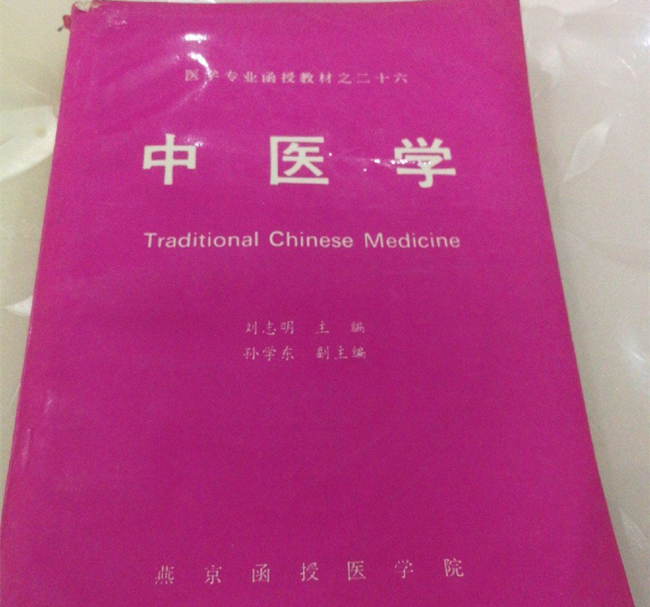 医学专业函授教材之二十六
中医学
Traditional Chinese Medicine
刘志明 主 编
孙学东 副主编
燕京函授医学院